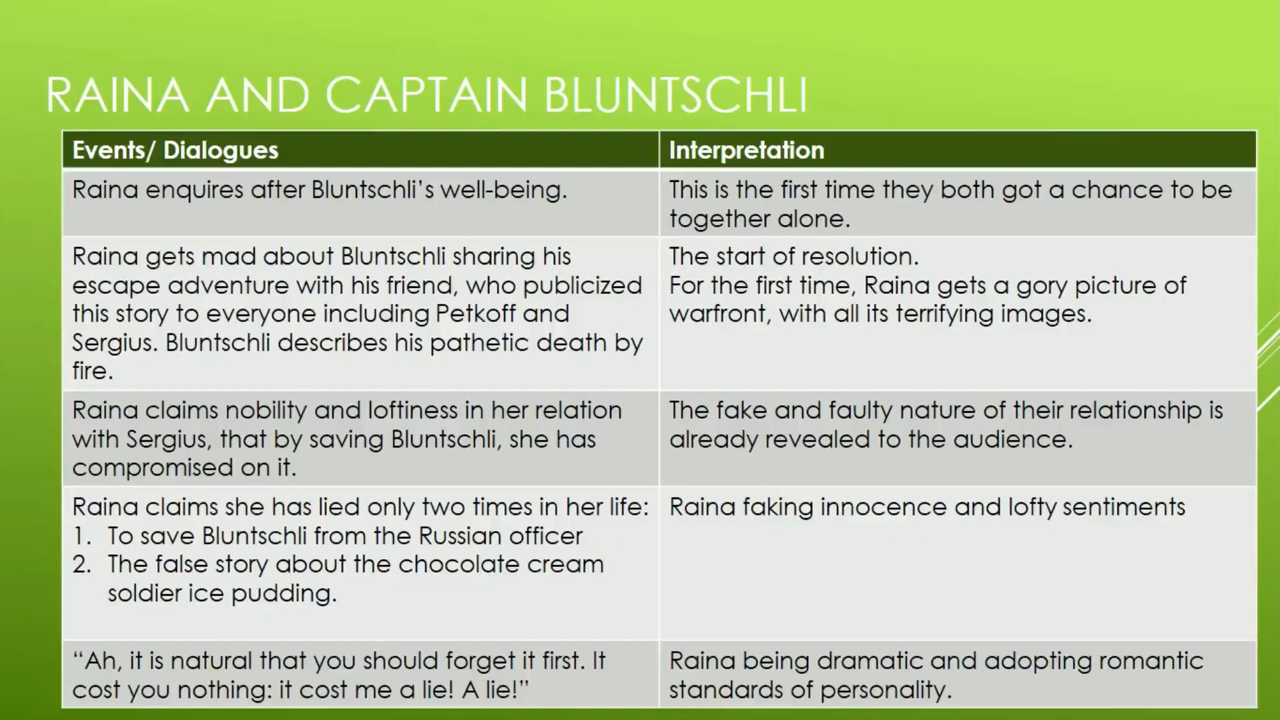 RAINA AND CAPTAIN BLUNTSCHLI
Events/ Dialogues
Interpretation
Raina enquires after Bluntschli's well-being.
This is the first time they both got a chance to be
together alone.
Raina gets mad about Bluntschli sharing his
escape adventure with his friend, who publicized
this story to everyone including Petkoff and
Sergius. Bluntschli describes his pathetic death by
fire.
The start of resolution.
For the first time, Raina gets a gory picture of
warfront, with all its terrifying images.
Raina claims nobility and loftiness in her relation
with Sergius, that by saving Bluntschli, she has
compromised on it.
The fake and faulty nature of their relationship is
already revealed to the audience.
Raina claims she has lied only two times in her life:
1. To save Bluntschli from the Russian officer
2. The false story about the chocolate cream
soldier ice pudding.
Raina faking innocence and lofty sentiments
“Ah, it is natural that you should forget it first. It
cost you nothing: it cost me a lie! A lie!”
Raina being dramatic and adopting romantic
standards of personality.